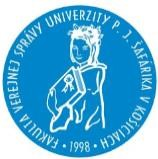 FAKULTA VEREJNEJ SPRÁVY UNIVERZITY P. J. ŠAFÁRIKA V KOŠICIACH
• 1998 •